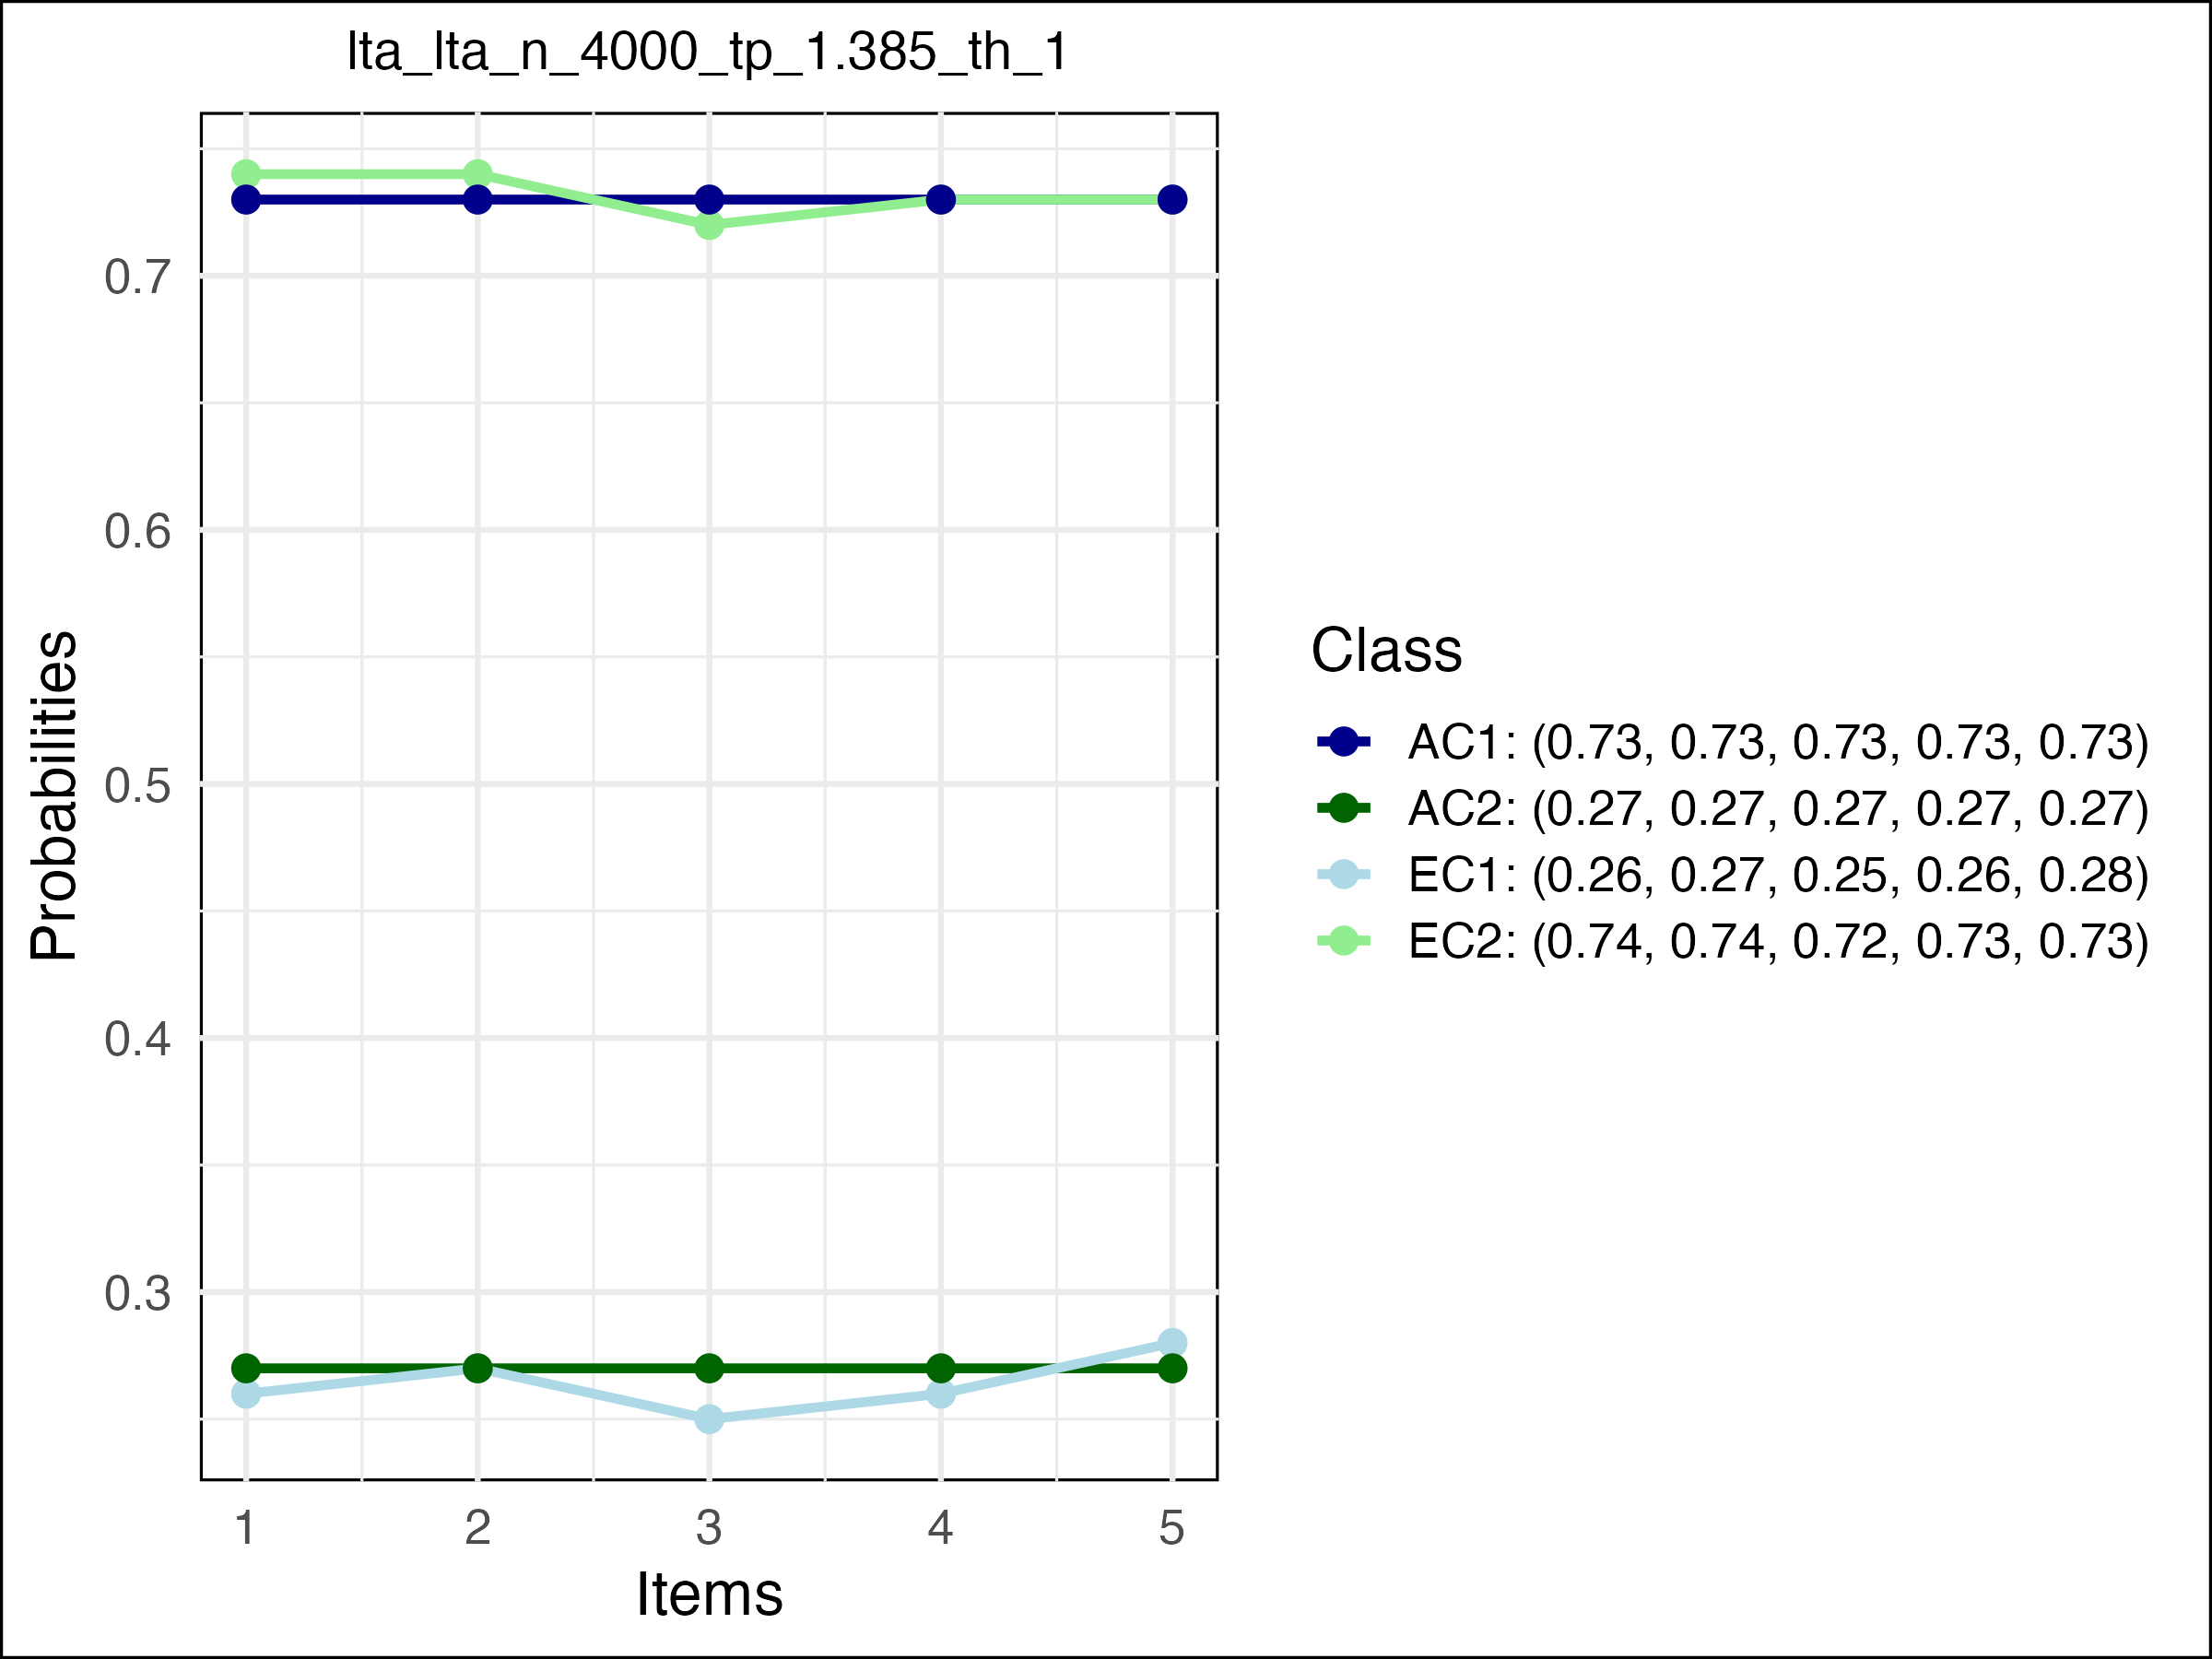 lta_lta_n_4000_tp_1.385_th_1
Probabilities
0.7
0.6
0.5
0.4
0.3
1 2 3 4 5
Items
Class
AC1: (0.73, 0.73, 0.73, 0.73, 0.73)
AC2: (0.27, 0.27, 0.27, 0.27, 0.27)
EC1: (0.26, 0.27, 0.25, 0.26, 0.28)
EC2: (0.74, 0.74, 0.72, 0.73, 0.73)